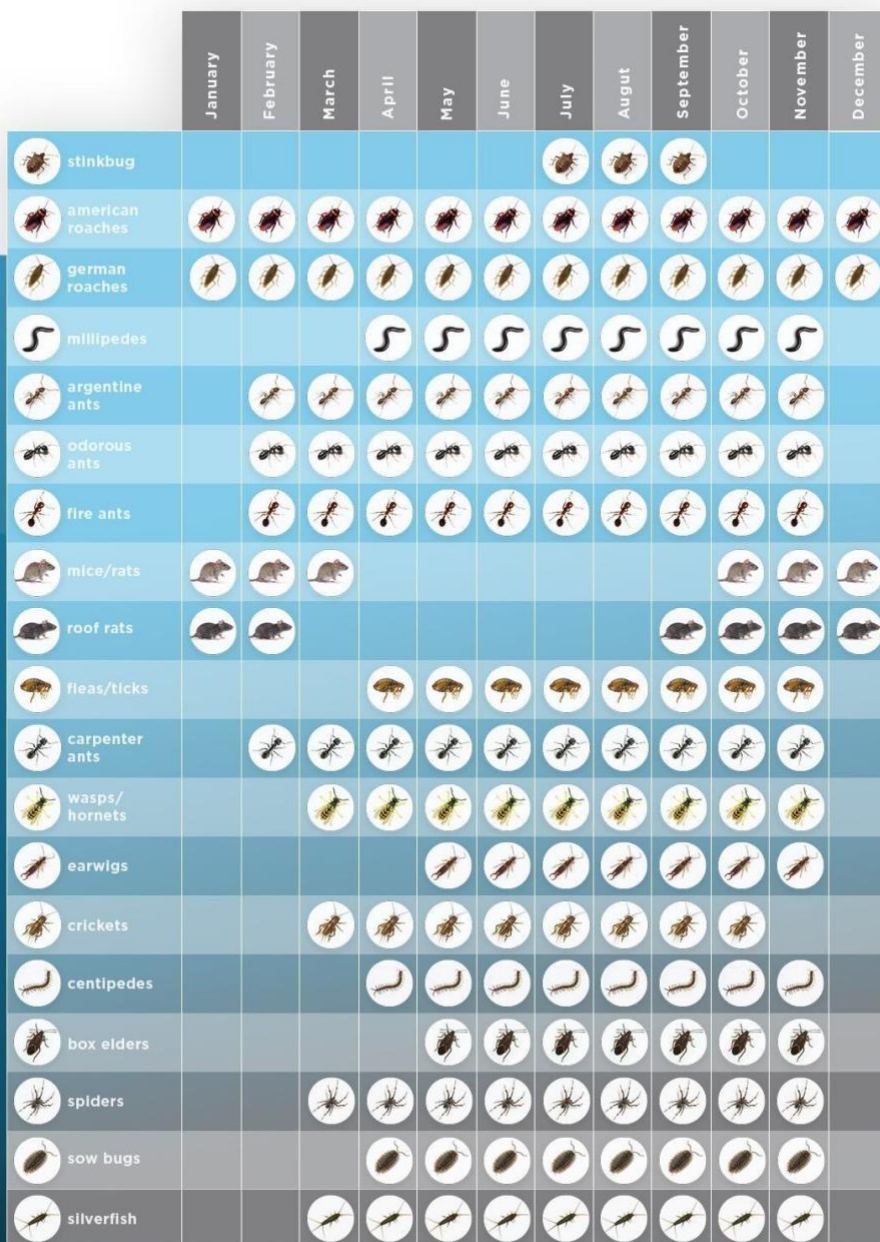 January
February
March
April
May
June
July
Augut
September
October
November
December
stinkbug
american
roaches
german
roaches
millipedes
argentine
ants
odorous
ants
fire ants
mice/rats
roof rats
fleas/ticks
carpenter
ants
wasps/
hornets
earwigs
crickets
centipedes
box elders
spiders
sow bugs
silverfish